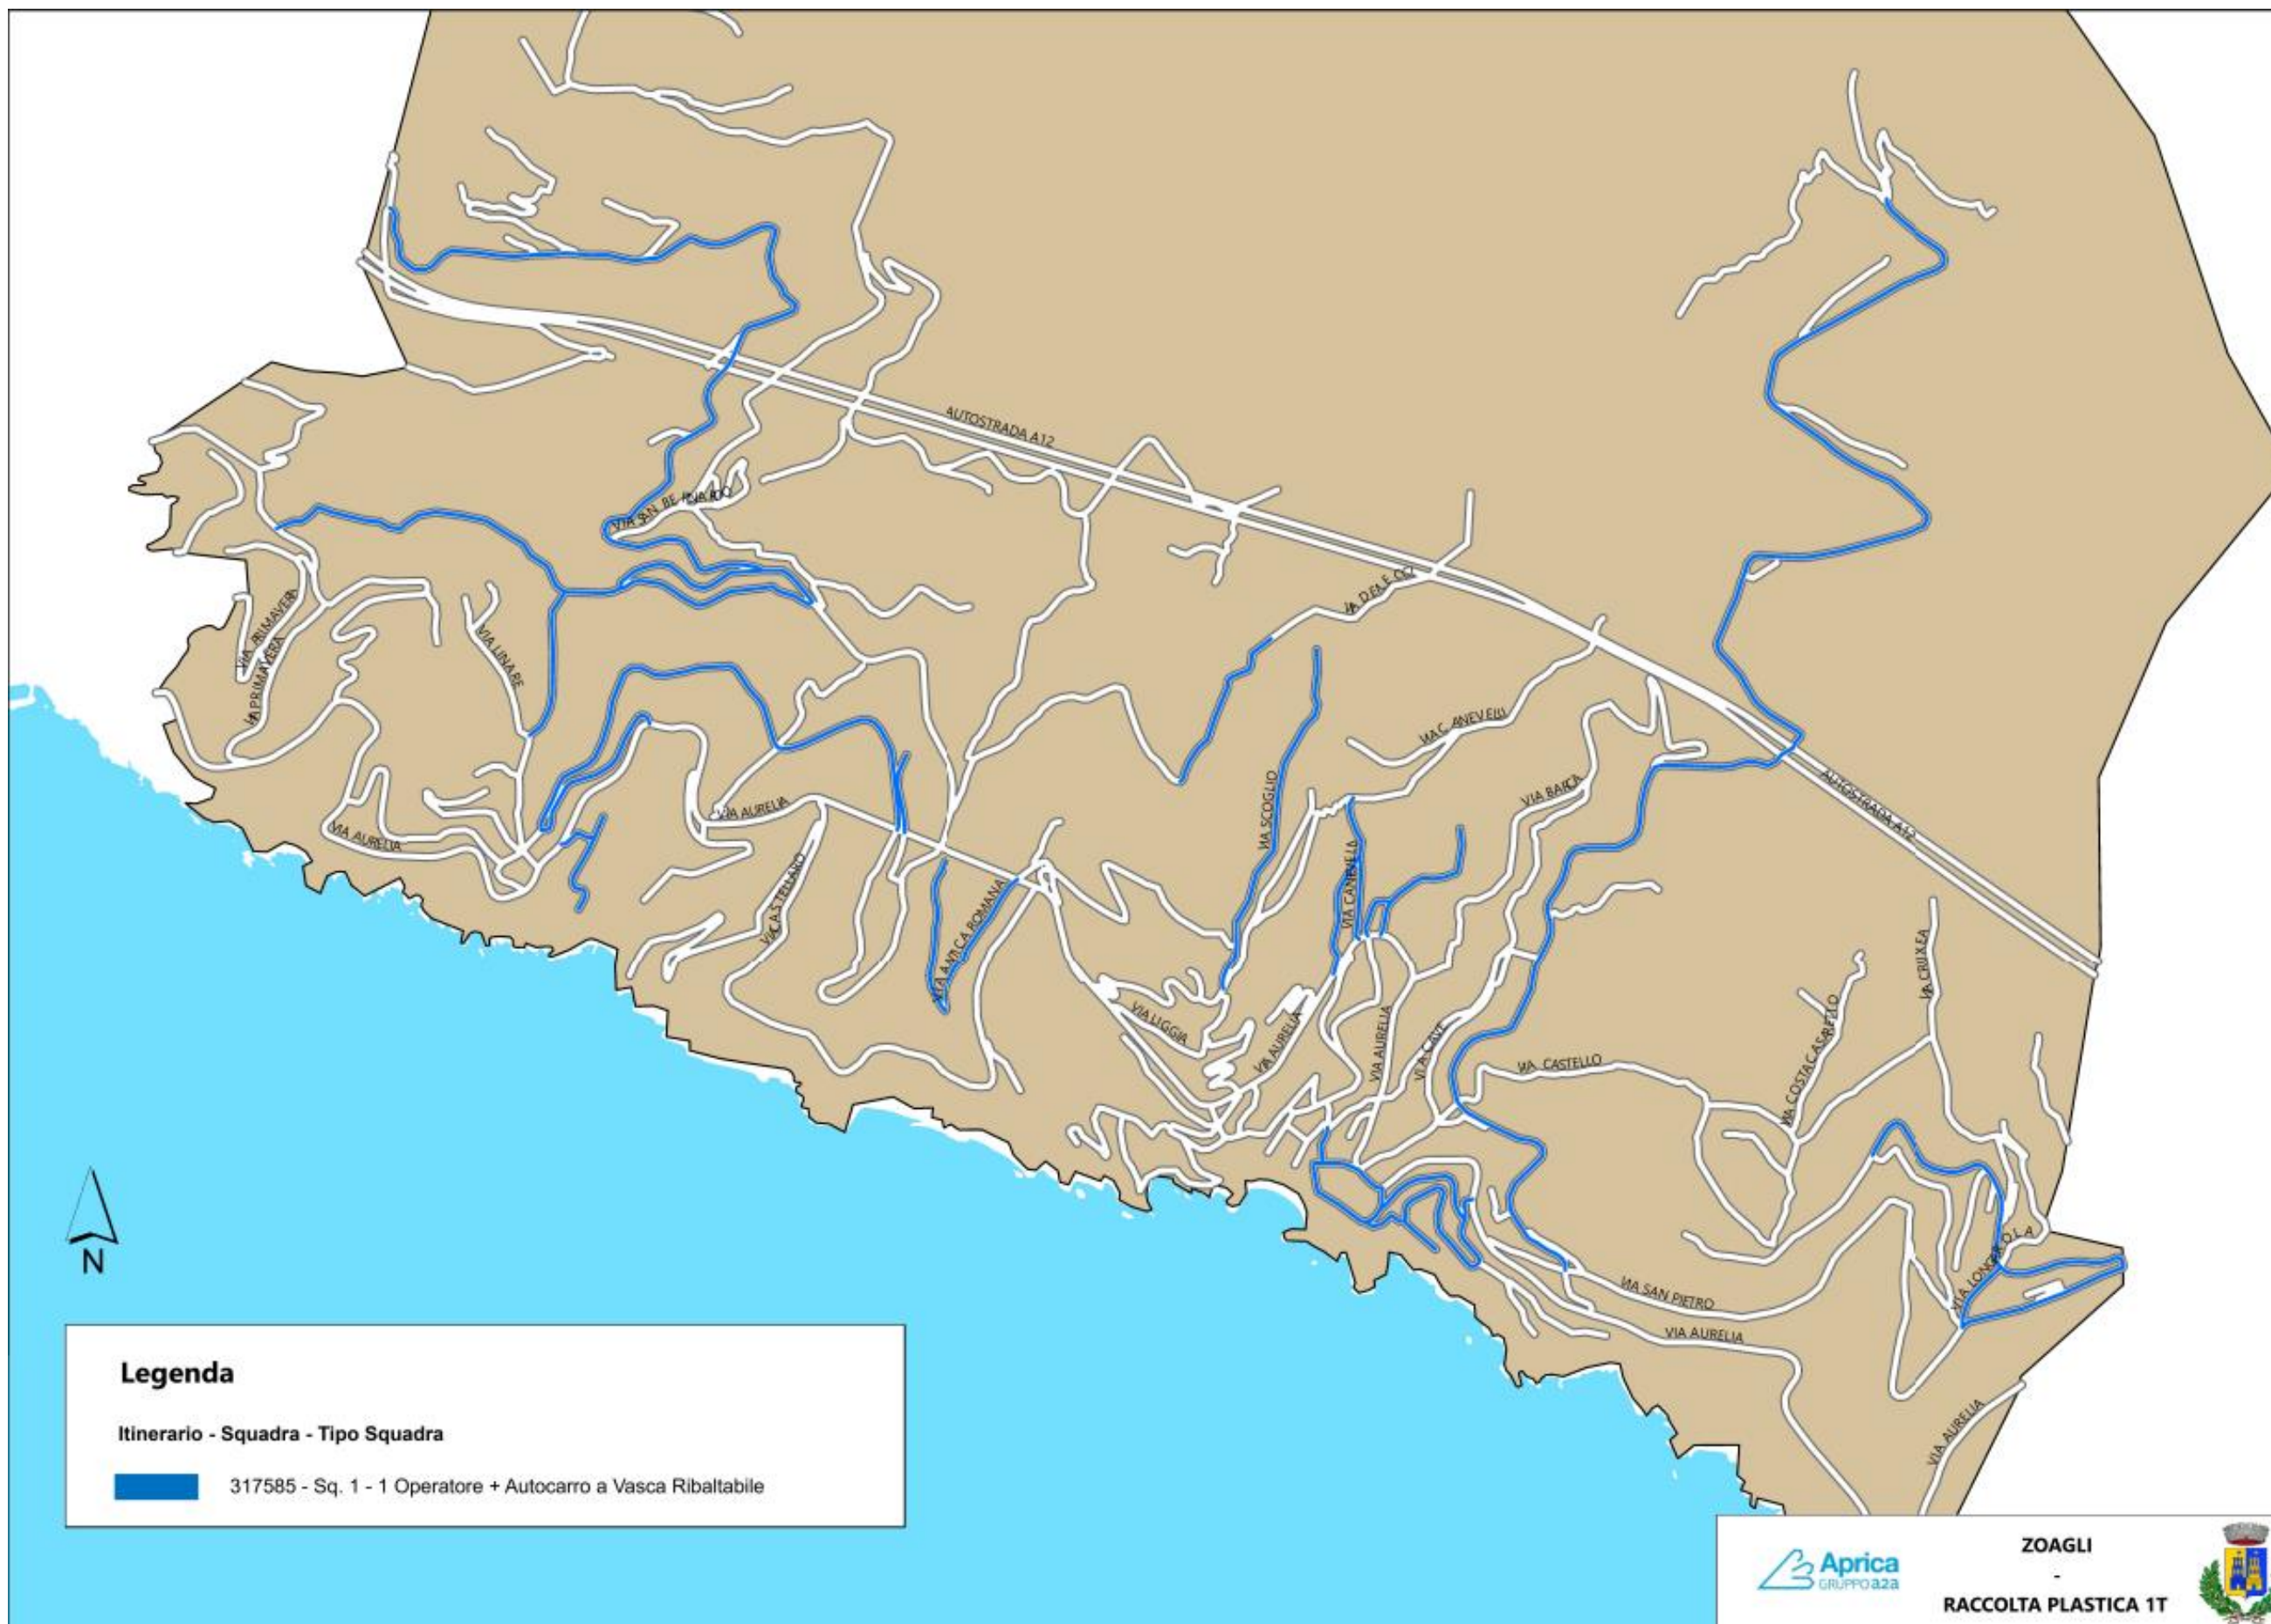 AUTOSTRADA A12
VIA SAN BERNARDO
VIA PRIMAVERA
VIA PRIMAVERA
VIA LINARE
VIA CANEVELLI
VIA SCOGLIO
VIA BARCA
AUTOSTRADA A12
VIA AURELIA
VIA AURELIA
VIA CASTELLARO
VIA ANTICA ROMANA
VIA LIGGIA
VIA AURELIA
VIA AURELIA
VIA CAVE
VIA CASTELLO
VIA COSTACASARELLO
VIA CRUXEA
VIA LONGAROLA
VIA SAN PIETRO
VIA AURELIA
VIA AURELIA
N
Legenda
Itinerario - Squadra - Tipo Squadra
317585 - Sq. 1 - 1 Operatore + Autocarro a Vasca Ribaltabile
Aprica
GRUPPO a2a
ZOAGLI
-
RACCOLTA PLASTICA 1T